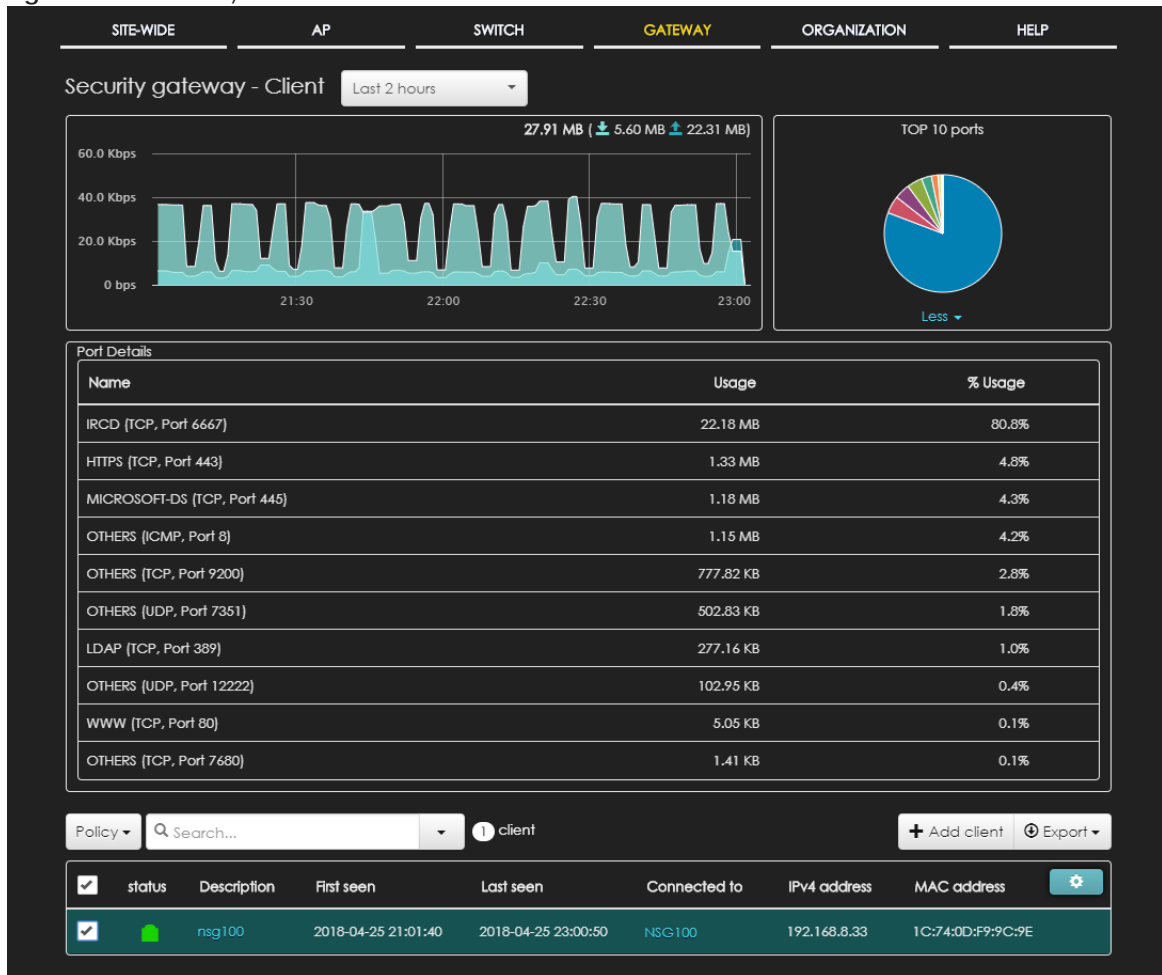 SITE-WIDE AP SWITCH GATEWAY ORGANIZATION HELP
Security gateway - Client Last 2 hours
27.91 MB ( 5.60 MB 22.31 MB)
60.0 Kbps
40.0 Kbps
20.0 Kbps
0 bps
21:30 22:00 22:30 23:00
TOP 10 ports
Less
Port Details
Name Usage % Usage
IRCD (TCP, Port 6667) 22.18 MB 80.8%
HTTPS (TCP, Port 443) 1.33 MB 4.8%
MICROSOFT-DS (TCP, Port 445) 1.18 MB 4.3%
OTHERS (ICMP, Port 8) 1.15 MB 4.2%
OTHERS (TCP, Port 9200) 777.82 KB 2.8%
OTHERS (UDP, Port 7351) 502.83 KB 1.8%
LDAP (TCP, Port 389) 277.16 KB 1.0%
OTHERS (UDP, Port 12222) 102.95 KB 0.4%
WWW (TCP, Port 80) 5.05 KB 0.1%
OTHERS (TCP, Port 7680) 1.41 KB 0.1%
Policy Search... 1 client + Add client Export
status Description First seen Last seen Connected to IPv4 address MAC address
nsg100 2018-04-25 21:01:40 2018-04-25 23:00:50 NSG100 192.168.8.33 1C:74:0D:F9:9C:9E